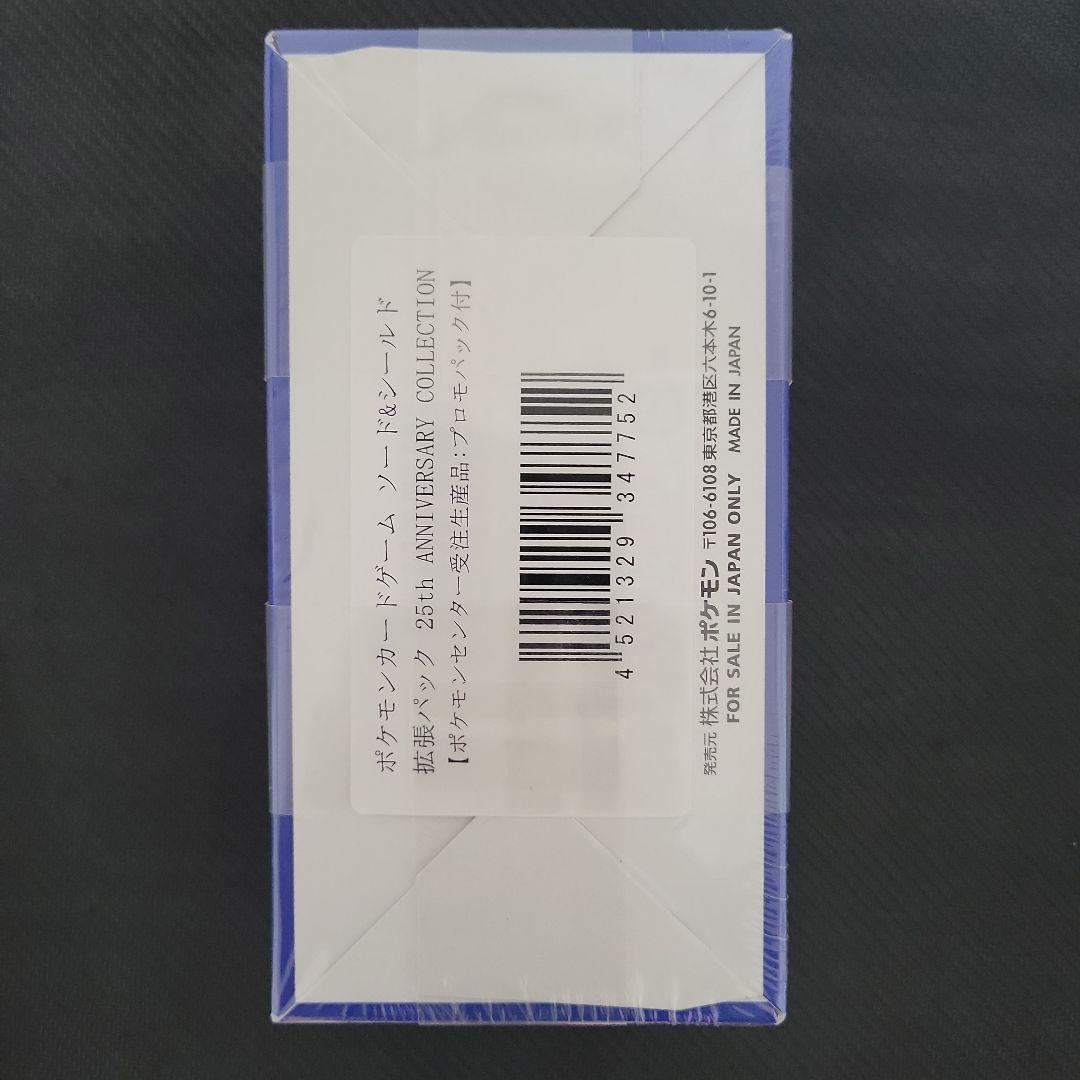 ポケモンカードゲーム ソード&シールド
拡張パック 25th ANNIVERSARY COLLECTION
【ポケモンセンター受注生産品:プロモパック付】
4 521329 347752
発売元 株式会社 ポケモン 〒106-6108 東京都港区六本木6-10-1
FOR SALE IN JAPAN ONLY MADE IN JAPAN